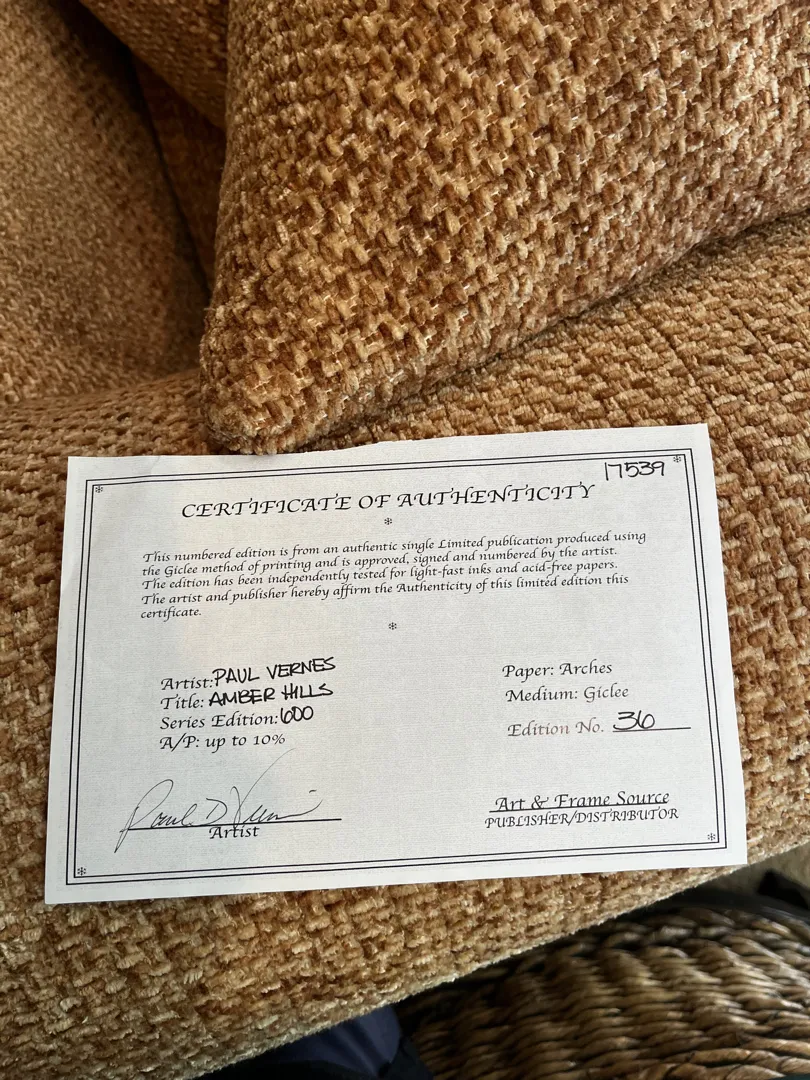 17539
CERTIFICATE OF AUTHENTICITY
This numbered edition is from an authentic single Limited publication produced using
the Giclee method of printing and is approved, signed and numbered by the artist.
The edition has been independently tested for light-fast inks and acid-free papers.
The artist and publisher hereby affirm the Authenticity of this limited edition this
certificate.
Artist: PAUL VERNES
Title: AMBER HILLS
Series Edition: 600
A/P: up to 10%
Paper: Arches
Medium: Giclee
Edition No. 36
Artist
Art & Frame Source
PUBLISHER/DISTRIBUTOR